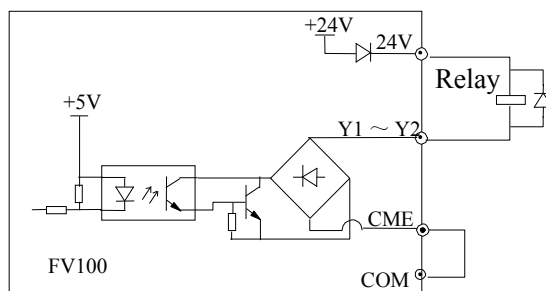 +24V
24V
Relay
+5V
Y1 ~ Y2
CME
FV100
COM